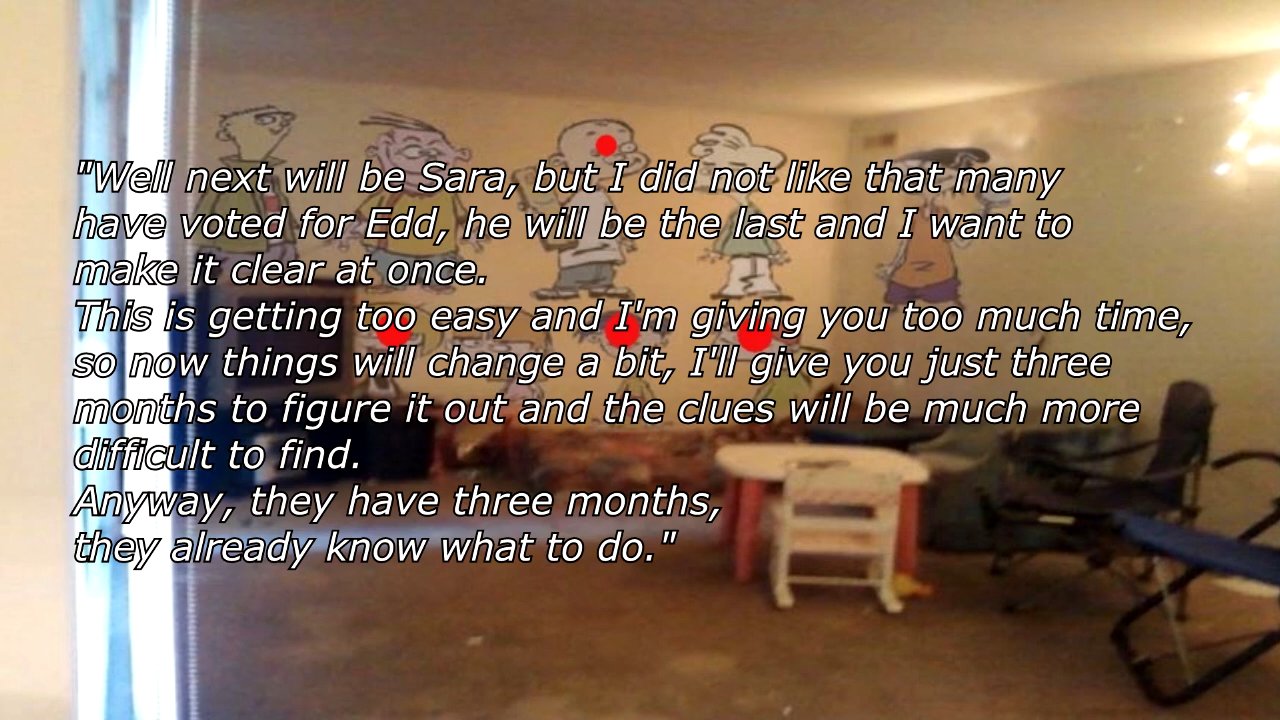 "Well next will be Sara, but I did not like that many
have voted for Edd, he will be the last and I want to
make it clear at once.
This is getting too easy and I'm giving you too much time,
so now things will change a bit, I'll give you just three
months to figure it out and the clues will be much more
difficult to find.
Anyway, they have three months,
they already know what to do."